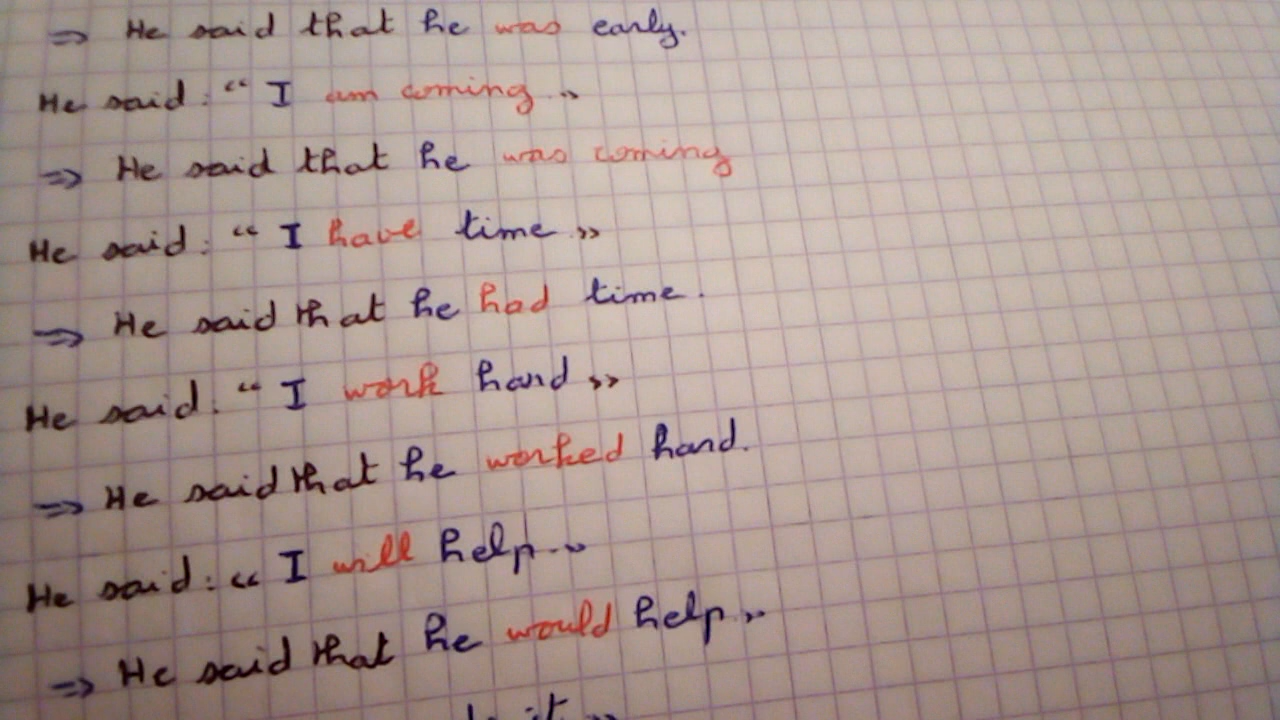 ⇒ He said that he was early.
He said: “ I am coming ”
⇒ He said that he was coming
He said: “ I have time ”
⇒ He said that he had time.
He said: “ I work hard ”
⇒ He said that he worked hard.
He said: “ I will help ”
⇒ He said that he would help ”
it ”